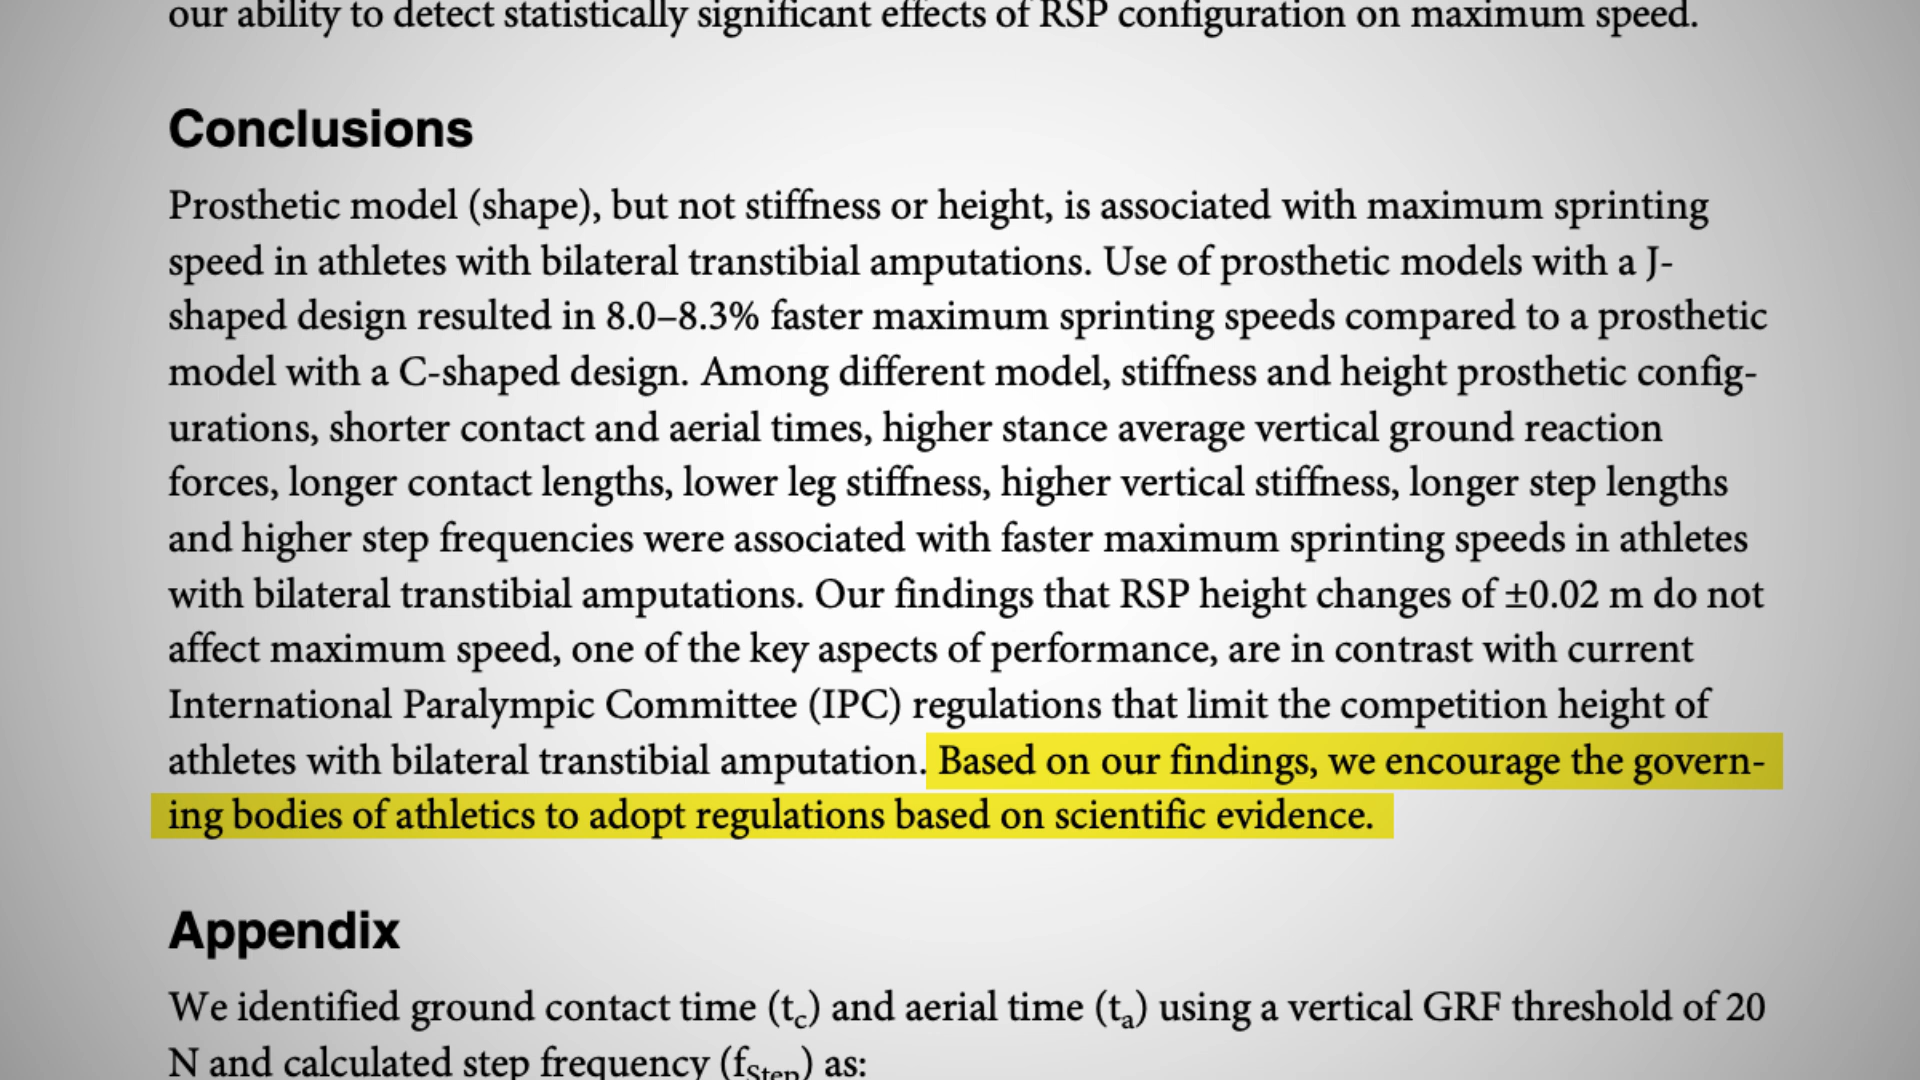 our ability to detect statistically significant effects of RSP configuration on maximum speed.
Conclusions
Prosthetic model (shape), but not stiffness or height, is associated with maximum sprinting
speed in athletes with bilateral transtibial amputations. Use of prosthetic models with a J-
shaped design resulted in 8.0–8.3% faster maximum sprinting speeds compared to a prosthetic
model with a C-shaped design. Among different model, stiffness and height prosthetic config-
urations, shorter contact and aerial times, higher stance average vertical ground reaction
forces, longer contact lengths, lower leg stiffness, higher vertical stiffness, longer step lengths
and higher step frequencies were associated with faster maximum sprinting speeds in athletes
with bilateral transtibial amputations. Our findings that RSP height changes of ±0.02 m do not
affect maximum speed, one of the key aspects of performance, are in contrast with current
International Paralympic Committee (IPC) regulations that limit the competition height of
athletes with bilateral transtibial amputation. Based on our findings, we encourage the govern-
ing bodies of athletics to adopt regulations based on scientific evidence.
Appendix
We identified ground contact time (tc) and aerial time (ta) using a vertical GRF threshold of 20
N and calculated step frequency (fStep) as: